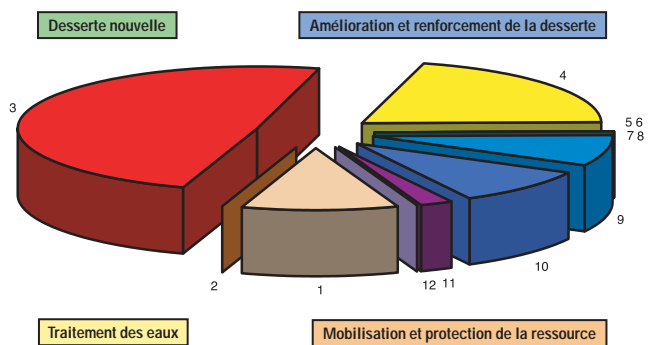 Desserte nouvelle
Amélioration et renforcement de la desserte
3
4
5 6
7 8
9
10
11
12
1
2
Traitement des eaux
Mobilisation et protection de la ressource